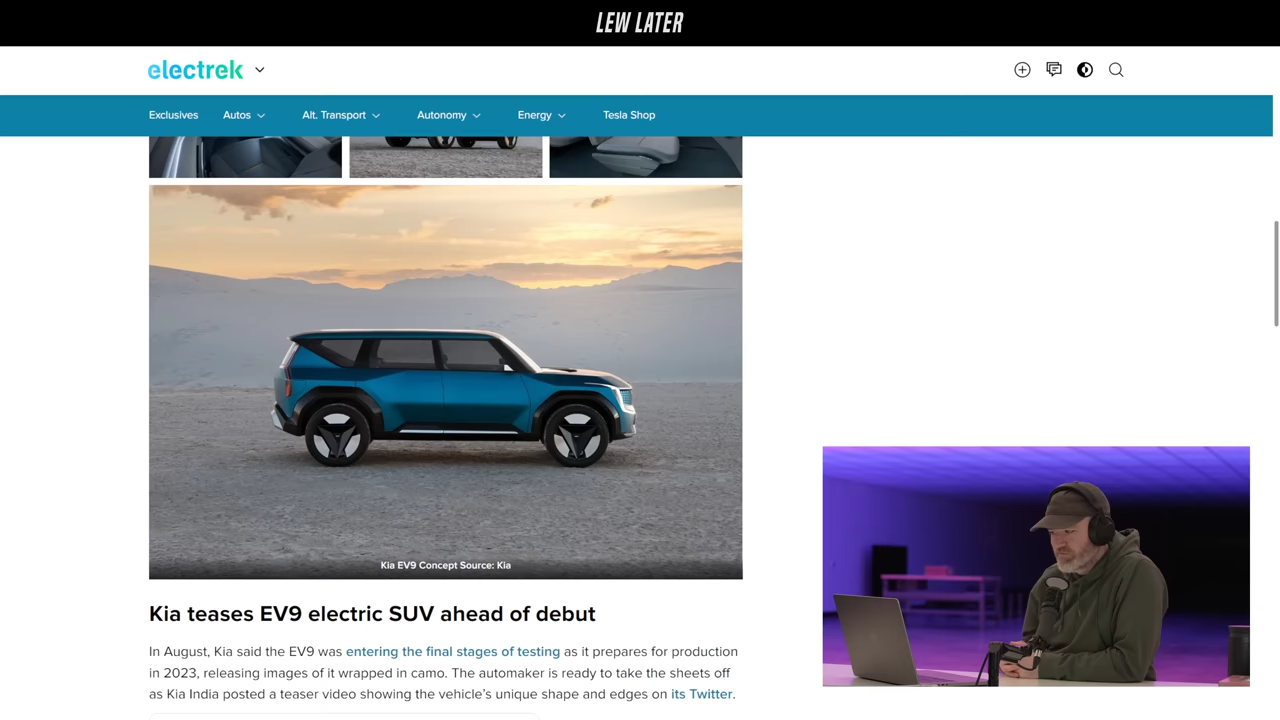 LEW LATER
electrek
Exclusives Autos Alt. Transport Autonomy Energy Tesla Shop
Kia EV9 Concept Source: Kia
Kia teases EV9 electric SUV ahead of debut
In August, Kia said the EV9 was entering the final stages of testing as it prepares for production
in 2023, releasing images of it wrapped in camo. The automaker is ready to take the sheets off
as Kia India posted a teaser video showing the vehicle's unique shape and edges on its Twitter.